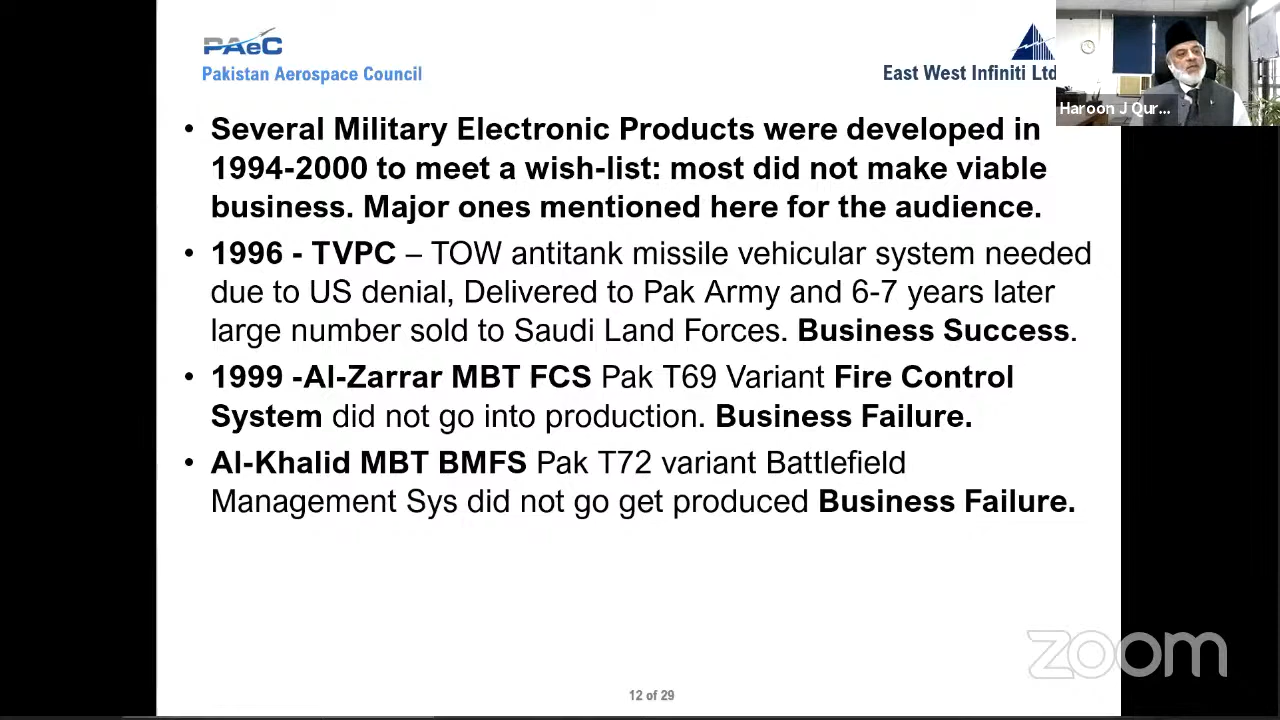 PAeC
Pakistan Aerospace Council
East West Infiniti Ltd
Haroon J Qur...
• Several Military Electronic Products were developed in
1994-2000 to meet a wish-list: most did not make viable
business. Major ones mentioned here for the audience.
• 1996 - TVPC – TOW antitank missile vehicular system needed
due to US denial, Delivered to Pak Army and 6-7 years later
large number sold to Saudi Land Forces. Business Success.
• 1999 -Al-Zarrar MBT FCS Pak T69 Variant Fire Control
System did not go into production. Business Failure.
• Al-Khalid MBT BMFS Pak T72 variant Battlefield
Management Sys did not go get produced Business Failure.
zoom
12 of 29